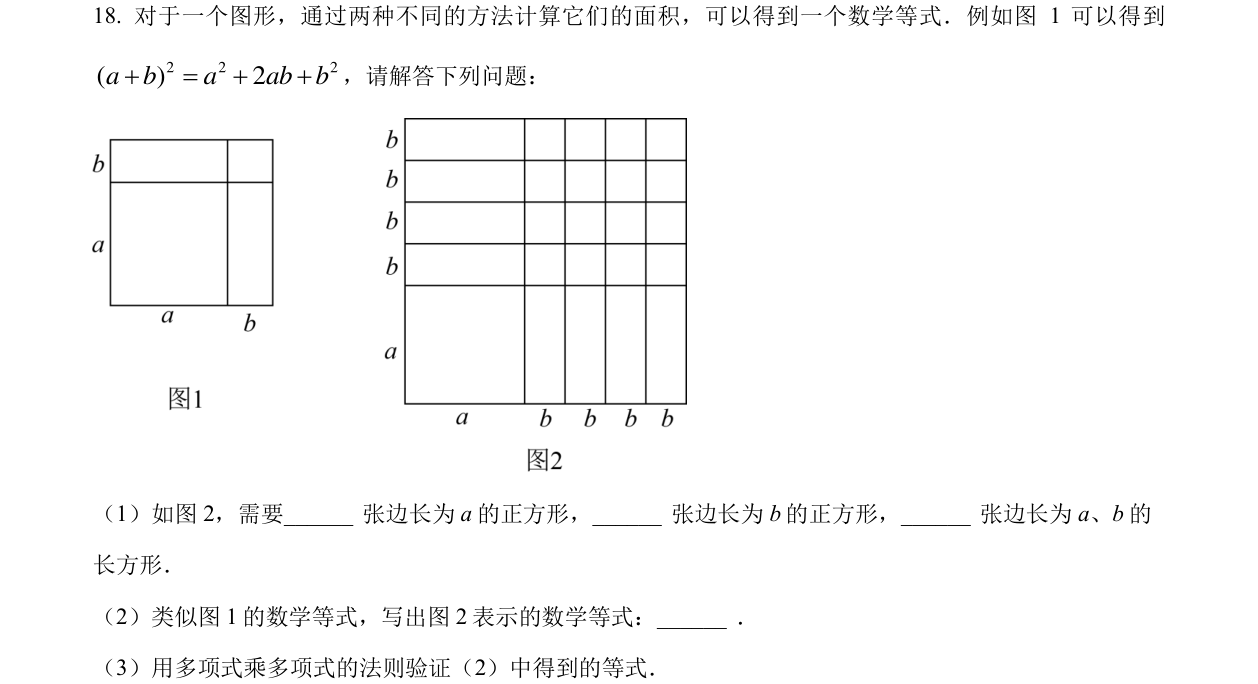 18. 对于一个图形，通过两种不同的方法计算它们的面积，可以得到一个数学等式．例如图 1 可以得到
(a+b)² = a² + 2ab + b²，请解答下列问题：
b
a
a
b
图1
b
b
b
b
a
a
b
b
b
b
图2
（1）如图 2，需要______ 张边长为 a 的正方形，______ 张边长为 b 的正方形，______ 张边长为 a、b 的
长方形．
（2）类似图 1 的数学等式，写出图 2 表示的数学等式：______ ．
（3）用多项式乘多项式的法则验证（2）中得到的等式．